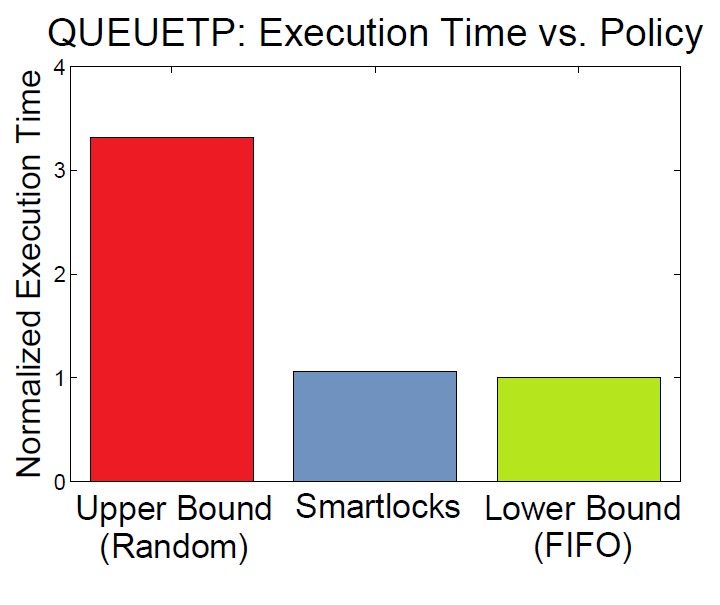 QUEUETP: Execution Time vs. Policy
Normalized Execution Time
4
3
2
1
0
Upper Bound
(Random)
Smartlocks
Lower Bound
(FIFO)